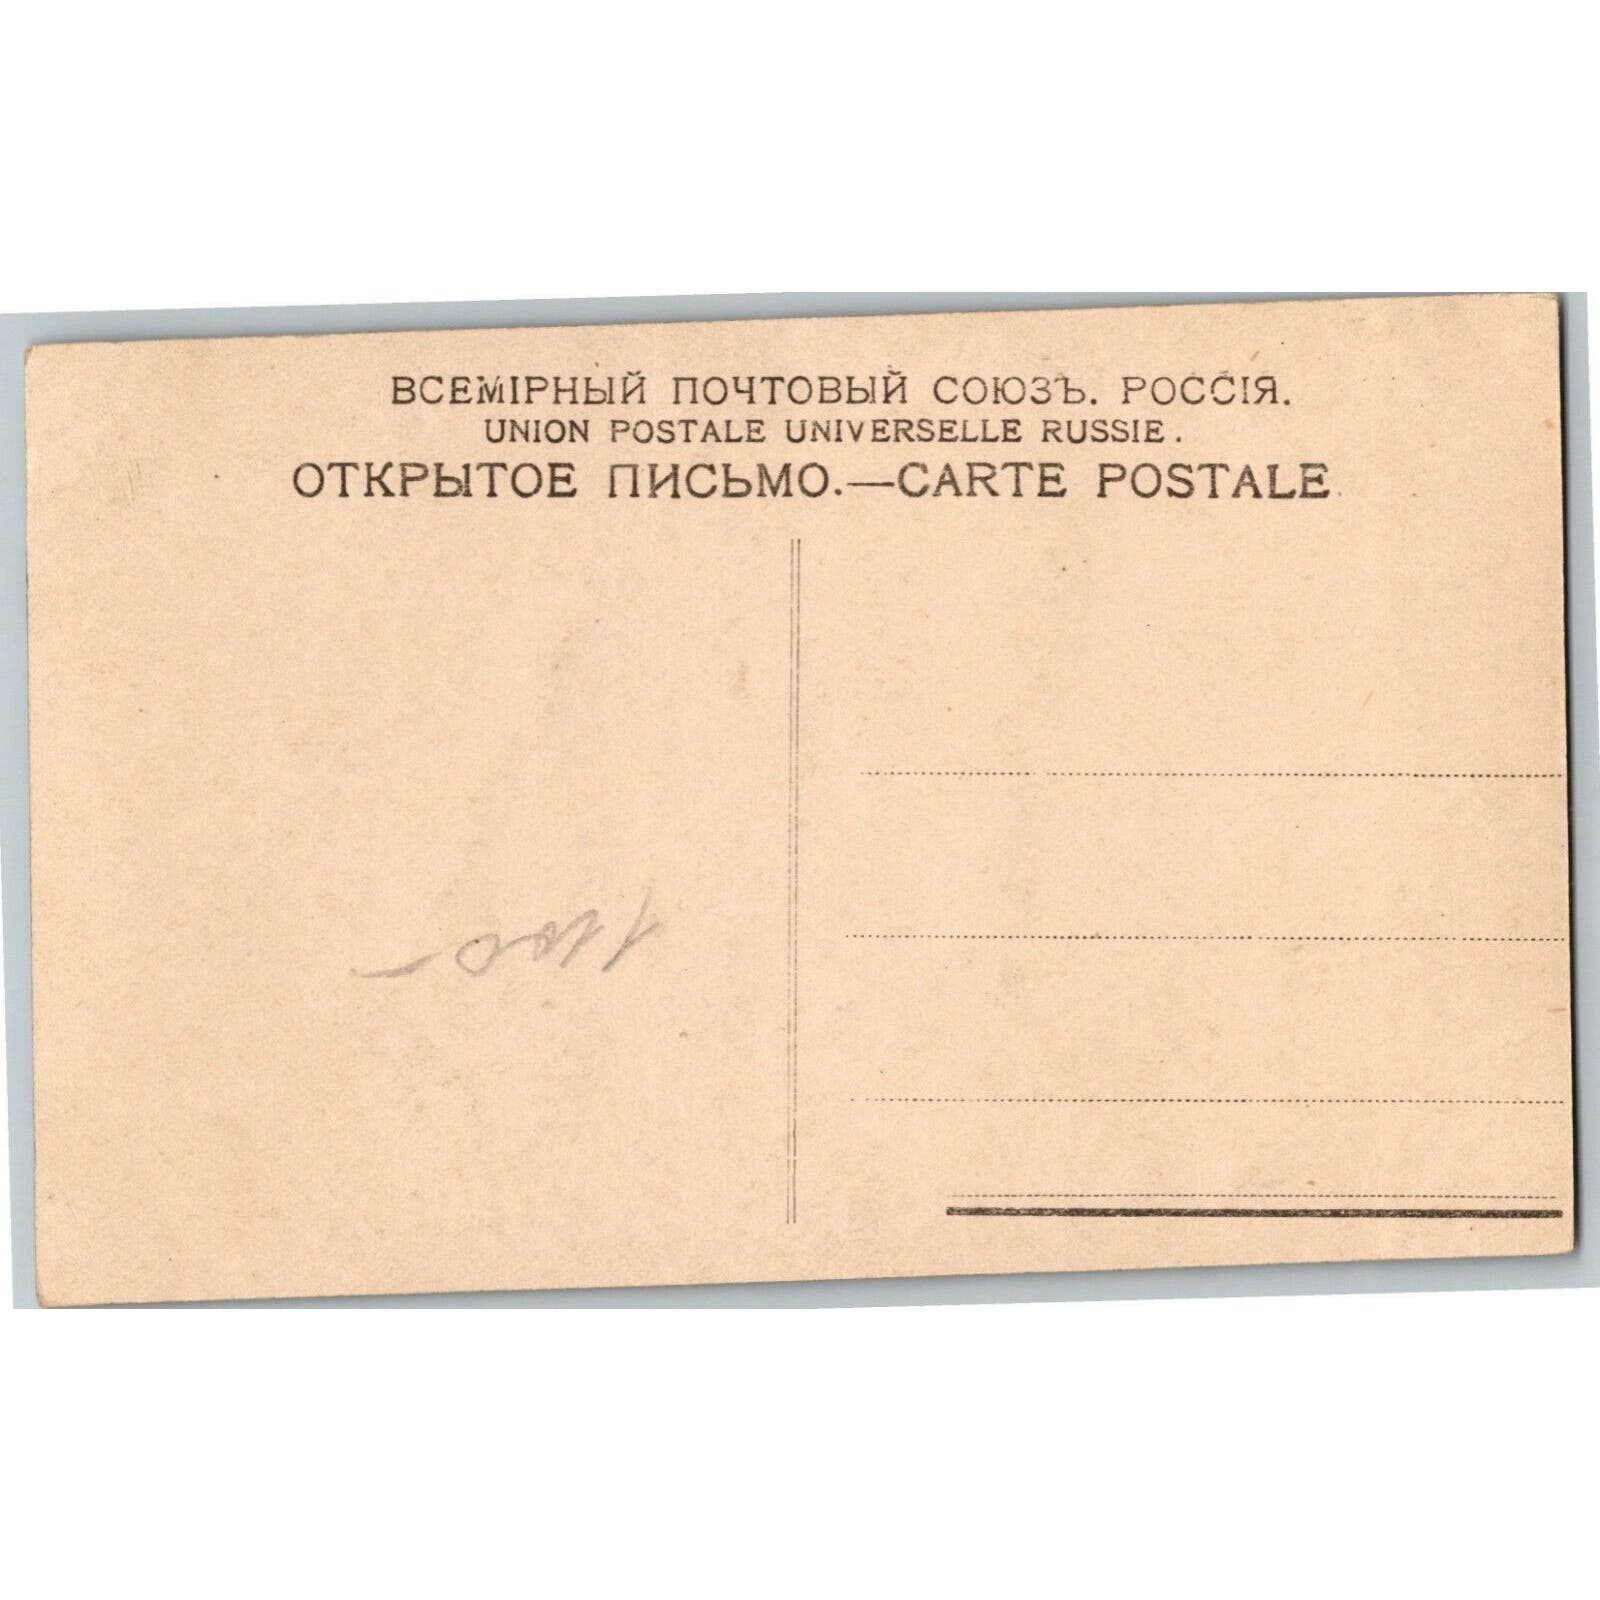 ВСЕМІРНЫЙ ПОЧТОВЫЙ СОЮЗЪ. РОССІЯ.
UNION POSTALE UNIVERSELLE RUSSIE.
ОТКРЫТОЕ ПИСЬМО.—CARTE POSTALE